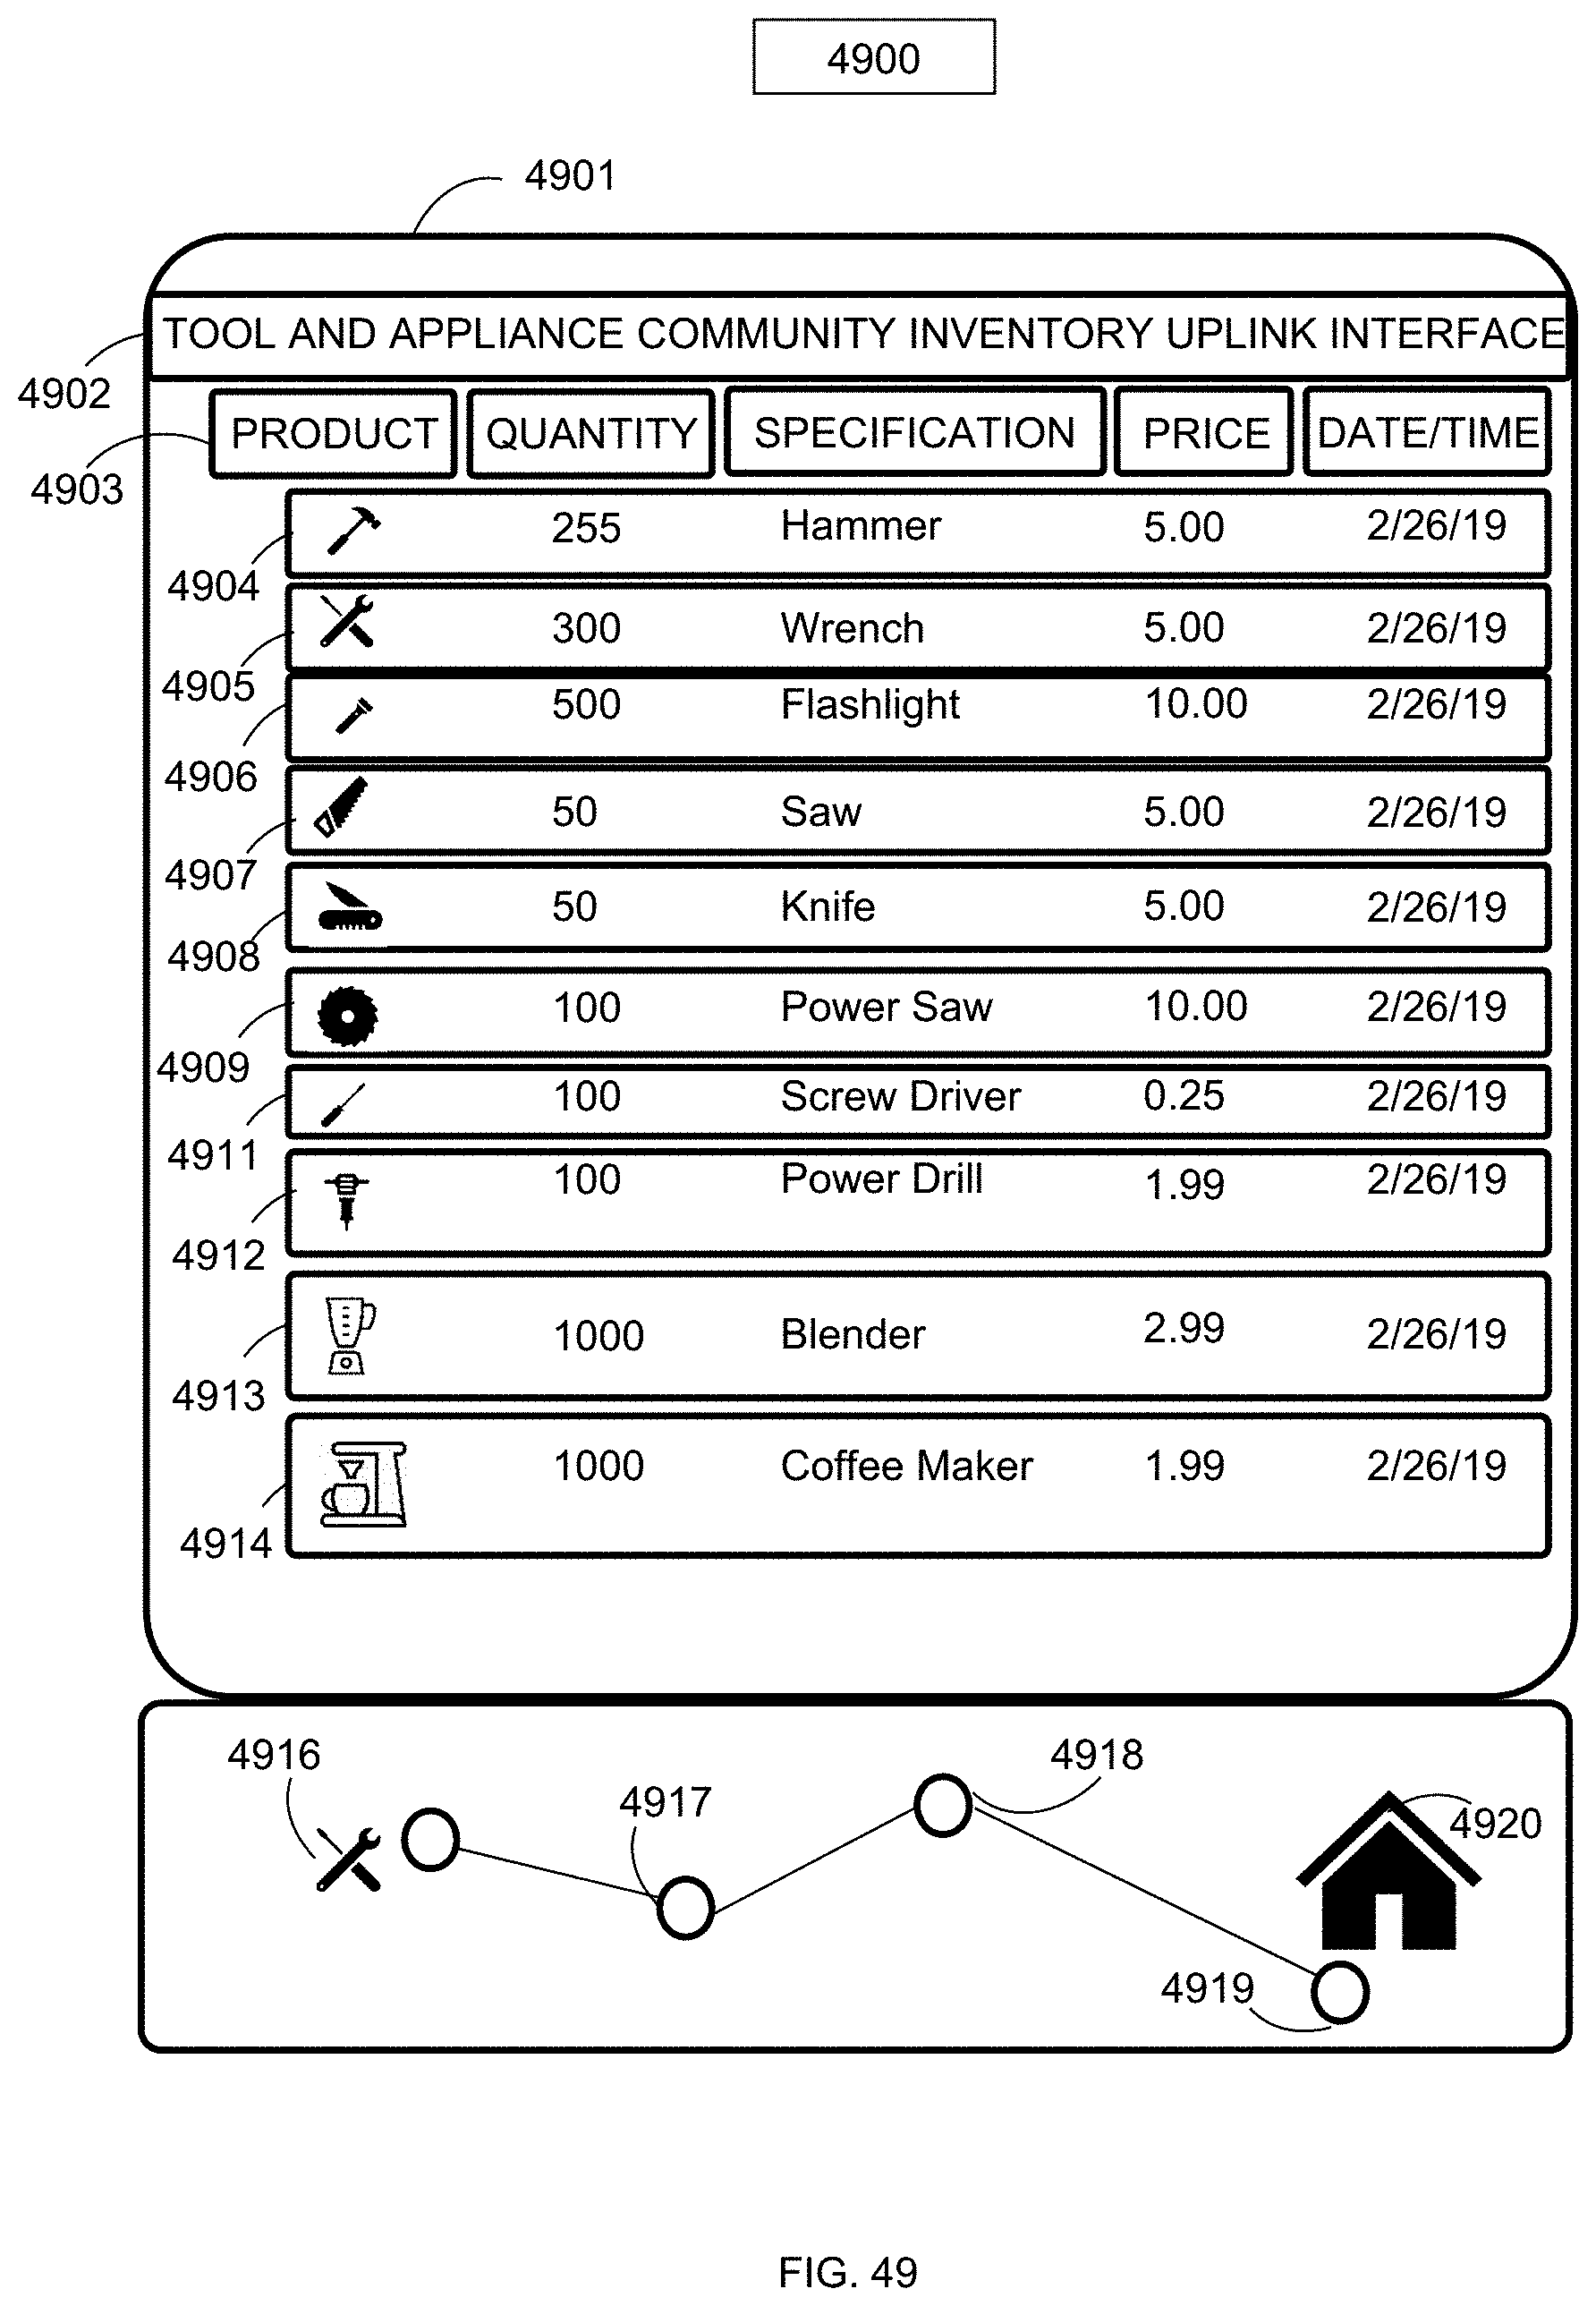 4900
4901
TOOL AND APPLIANCE COMMUNITY INVENTORY UPLINK INTERFACE
4902
PRODUCT QUANTITY SPECIFICATION PRICE DATE/TIME
4903
255 Hammer 5.00 2/26/19
4904
300 Wrench 5.00 2/26/19
4905
500 Flashlight 10.00 2/26/19
4906
50 Saw 5.00 2/26/19
4907
50 Knife 5.00 2/26/19
4908
100 Power Saw 10.00 2/26/19
4909
100 Screw Driver 0.25 2/26/19
4911
100 Power Drill 1.99 2/26/19
4912
1000 Blender 2.99 2/26/19
4913
1000 Coffee Maker 1.99 2/26/19
4914
4916 4918
4917 4920
4919
FIG. 49